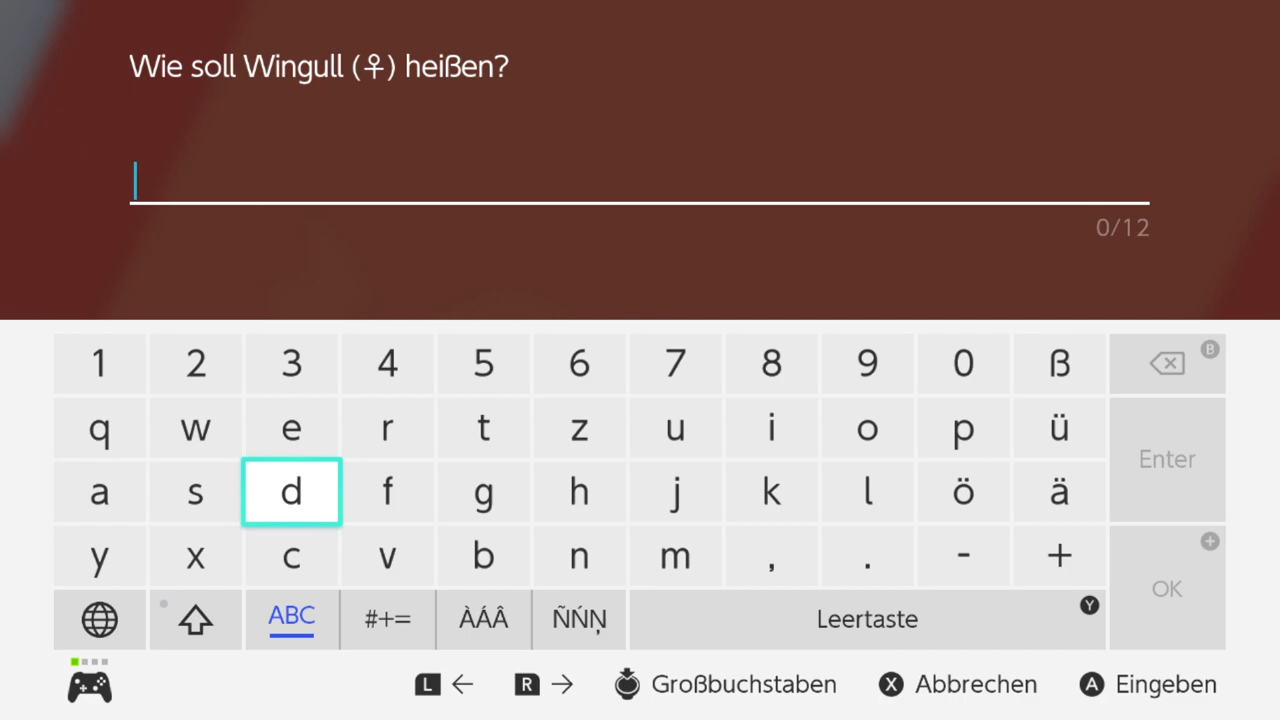 Wie soll Wingull (♀) heißen?
0/12
1 2 3 4 5 6 7 8 9 0 ß B
q w e r t z u i o p ü
Enter
a s d f g h j k l ö ä
y x c v b n m , . - +
OK
ABC #+= ÀÁÂ ÑŃŅ Leertaste Y
L ← R → Großbuchstaben X Abbrechen A Eingeben